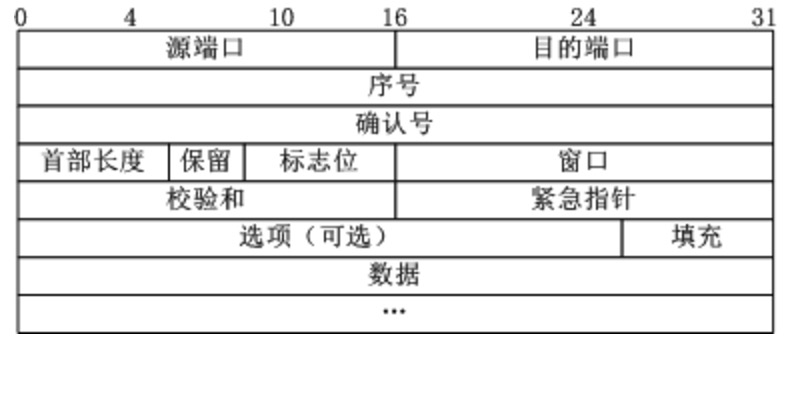 0 4 10 16 24 31
源端口 目的端口
序号
确认号
首部长度 保留 标志位 窗口
校验和 紧急指针
选项（可选） 填充
数据
…